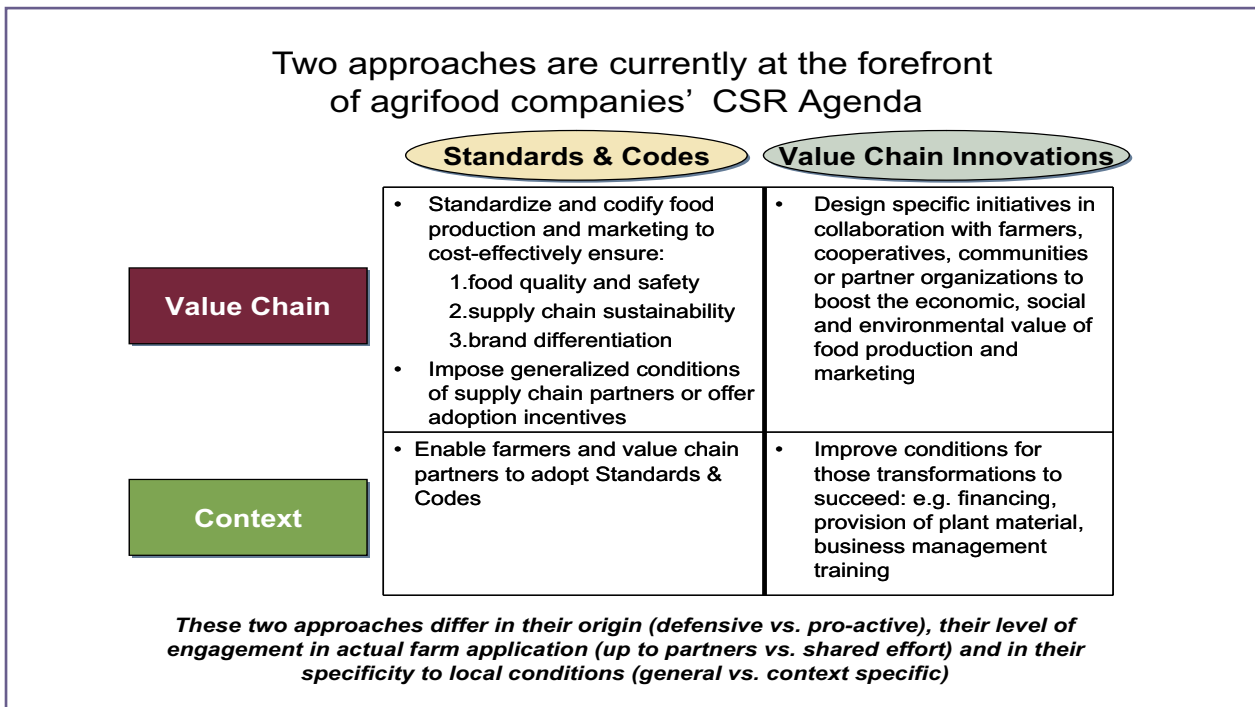 Two approaches are currently at the forefront
of agrifood companies’ CSR Agenda
Standards & Codes
Value Chain Innovations
Value Chain
• Standardize and codify food
production and marketing to
cost-effectively ensure:
1.food quality and safety
2.supply chain sustainability
3.brand differentiation
• Impose generalized conditions
of supply chain partners or offer
adoption incentives
• Design specific initiatives in
collaboration with farmers,
cooperatives, communities
or partner organizations to
boost the economic, social
and environmental value of
food production and
marketing
Context
• Enable farmers and value chain
partners to adopt Standards &
Codes
• Improve conditions for
those transformations to
succeed: e.g. financing,
provision of plant material,
business management
training
These two approaches differ in their origin (defensive vs. pro-active), their level of
engagement in actual farm application (up to partners vs. shared effort) and in their
specificity to local conditions (general vs. context specific)